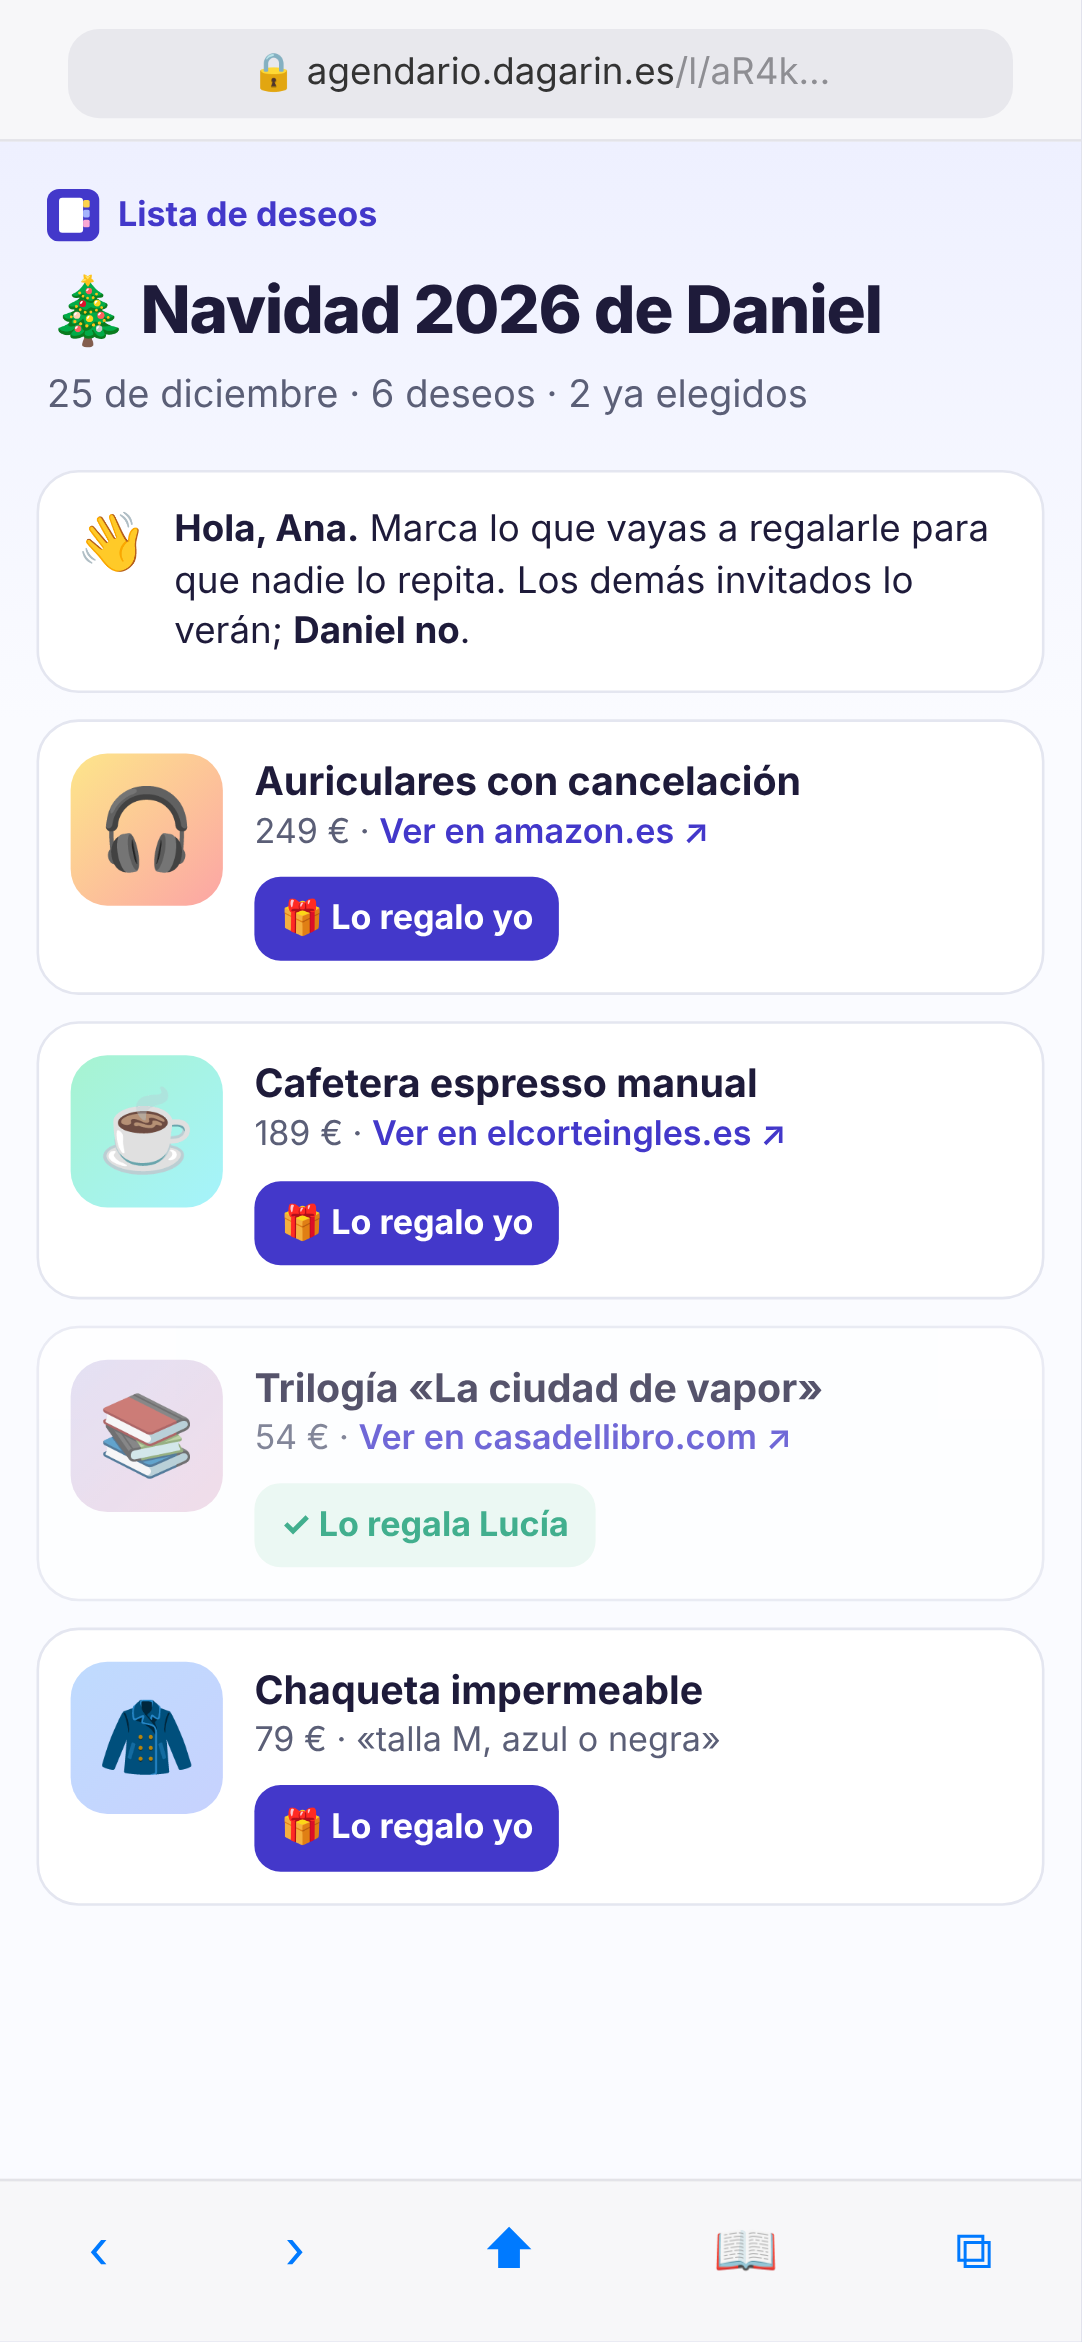 🔒 agendario.dagarin.es/l/aR4k...
Lista de deseos
🎄 Navidad 2026 de Daniel
25 de diciembre · 6 deseos · 2 ya elegidos
👋 Hola, Ana. Marca lo que vayas a regalarle para
que nadie lo repita. Los demás invitados lo
verán; Daniel no.
Auriculares con cancelación
249 € · Ver en amazon.es ↗
🎁 Lo regalo yo
Cafetera espresso manual
189 € · Ver en elcorteingles.es ↗
🎁 Lo regalo yo
Trilogía «La ciudad de vapor»
54 € · Ver en casadellibro.com ↗
✓ Lo regala Lucía
Chaqueta impermeable
79 € · «talla M, azul o negra»
🎁 Lo regalo yo